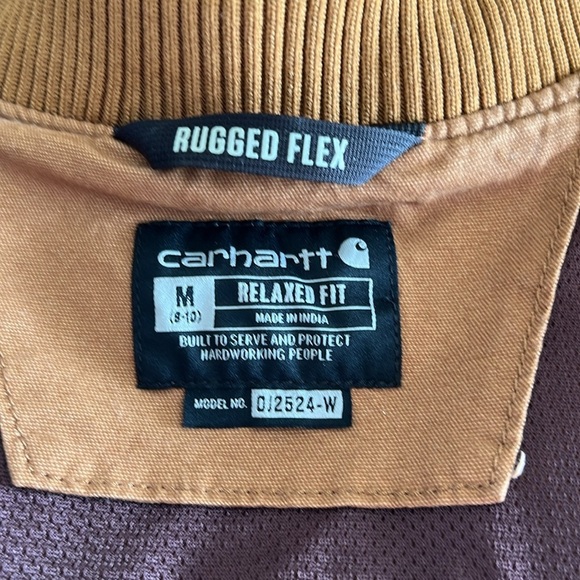 RUGGED FLEX
carhartt
M RELAXED FIT
(8-10) MADE IN INDIA
BUILT TO SERVE AND PROTECT
HARDWORKING PEOPLE
MODEL NO. OJ2524-W